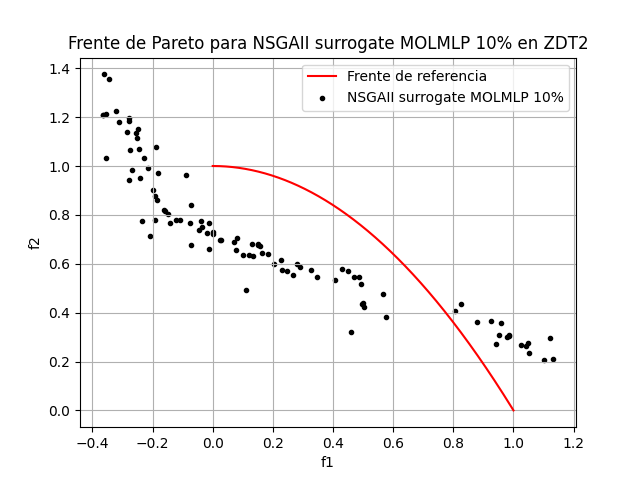 Frente de Pareto para NSGAII surrogate MOLMLP 10% en ZDT2
Frente de referencia
NSGAII surrogate MOLMLP 10%
f2
1.4
1.2
1.0
0.8
0.6
0.4
0.2
0.0
−0.4 −0.2 0.0 0.2 0.4 0.6 0.8 1.0 1.2
f1